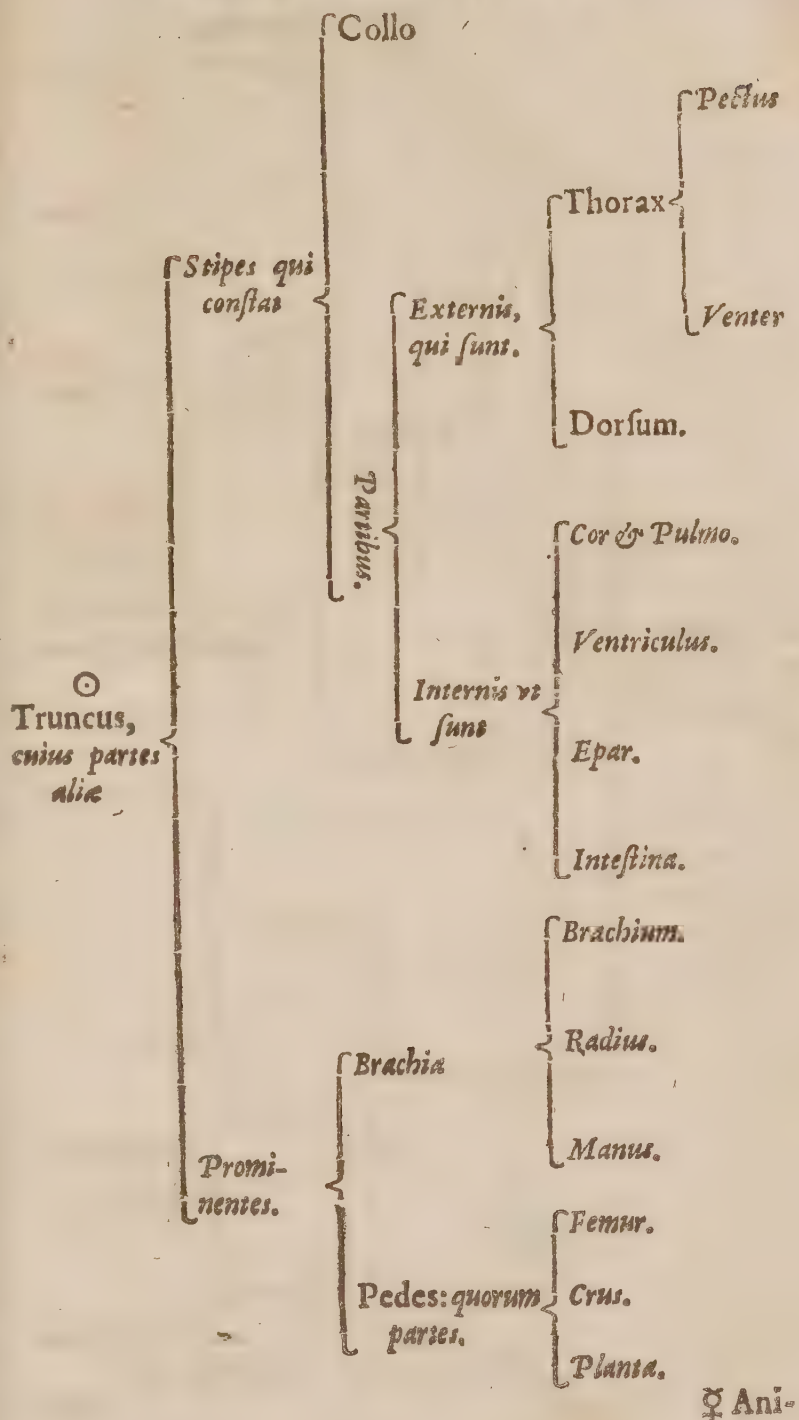 Collo
Pectus
Thorax
Stipes qui
conſtat
Externis,
qui ſunt.
Venter
Dorſum.
Partibus.
Cor & Pulmo.
Ventriculus.
☉
Internis vt
ſunt
Truncus,
cuius partes
aliæ
Epar.
Inteſtina.
Brachium.
Radius.
Brachia
Manus.
Promi-
nentes.
Femur.
Pedes: quorum
partes.
Crus.
Planta.
☿ Ani-